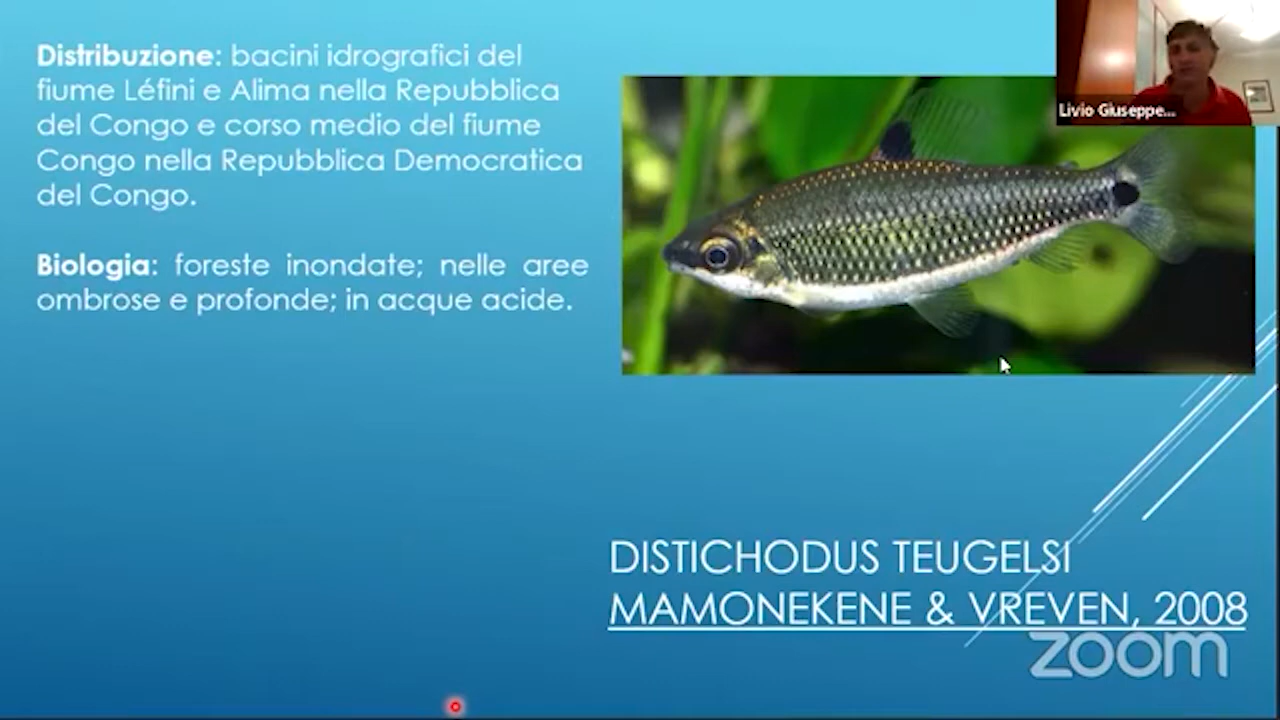 Distribuzione: bacini idrografici del
fiume Léfini e Alima nella Repubblica
del Congo e corso medio del fiume
Congo nella Repubblica Democratica
del Congo.
Biologia: foreste inondate; nelle aree
ombrose e profonde; in acque acide.
Livio Giuseppe...
DISTICHODUS TEUGELSI
MAMONEKENE & VREVEN, 2008
zoom